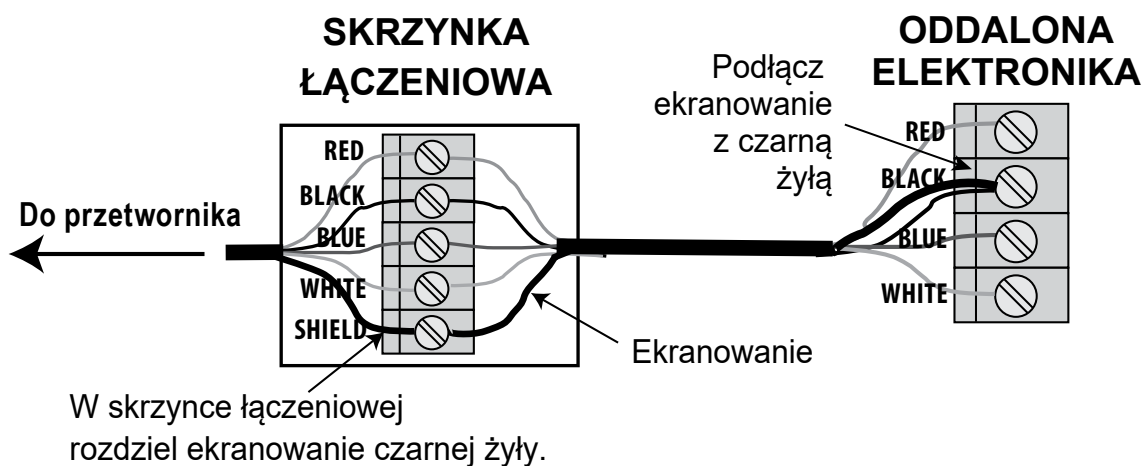 SKRZYNKA
ŁĄCZENIOWA
ODDALONA
ELEKTRONIKA
Podłącz
ekranowanie
z czarną
żyłą
RED
BLACK
BLUE
WHITE
SHIELD
RED
BLACK
BLUE
WHITE
Do przetwornika
Ekranowanie
W skrzynce łączeniowej
rozdziel ekranowanie czarnej żyły.